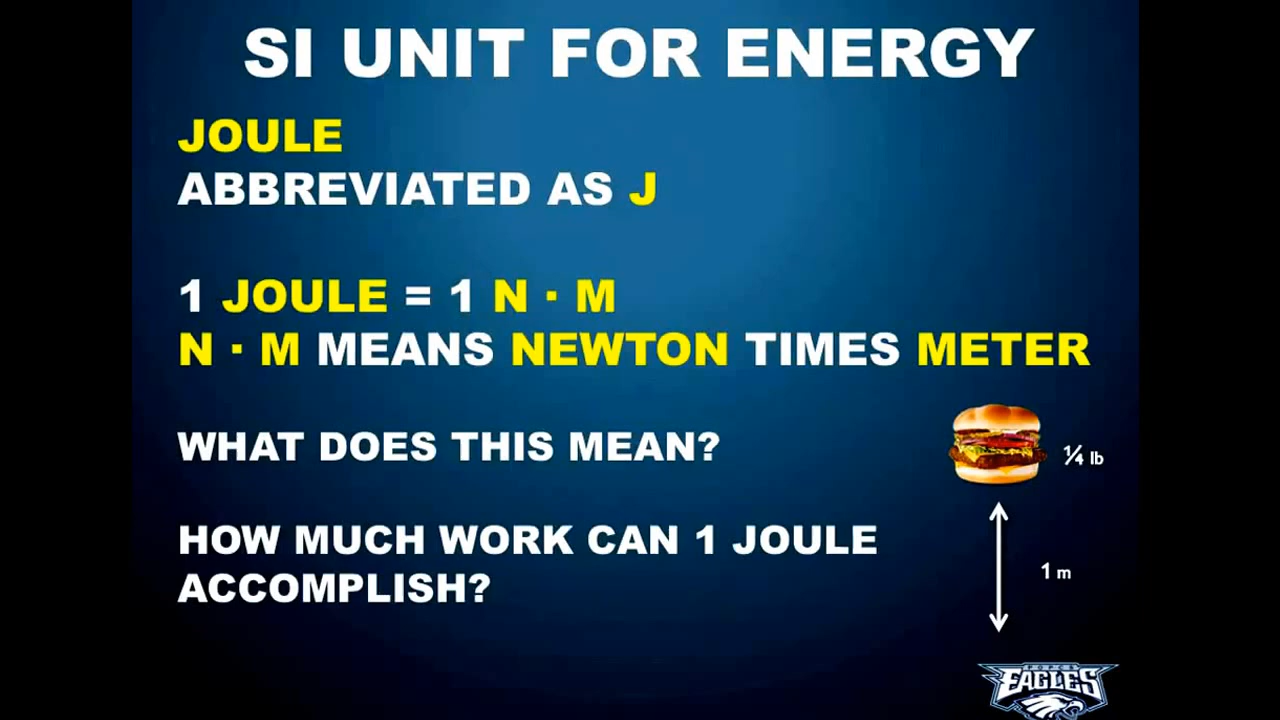 SI UNIT FOR ENERGY
JOULE
ABBREVIATED AS J
1 JOULE = 1 N · M
N · M MEANS NEWTON TIMES METER
WHAT DOES THIS MEAN?
¼ lb
HOW MUCH WORK CAN 1 JOULE
ACCOMPLISH?
1 m
EAGLES